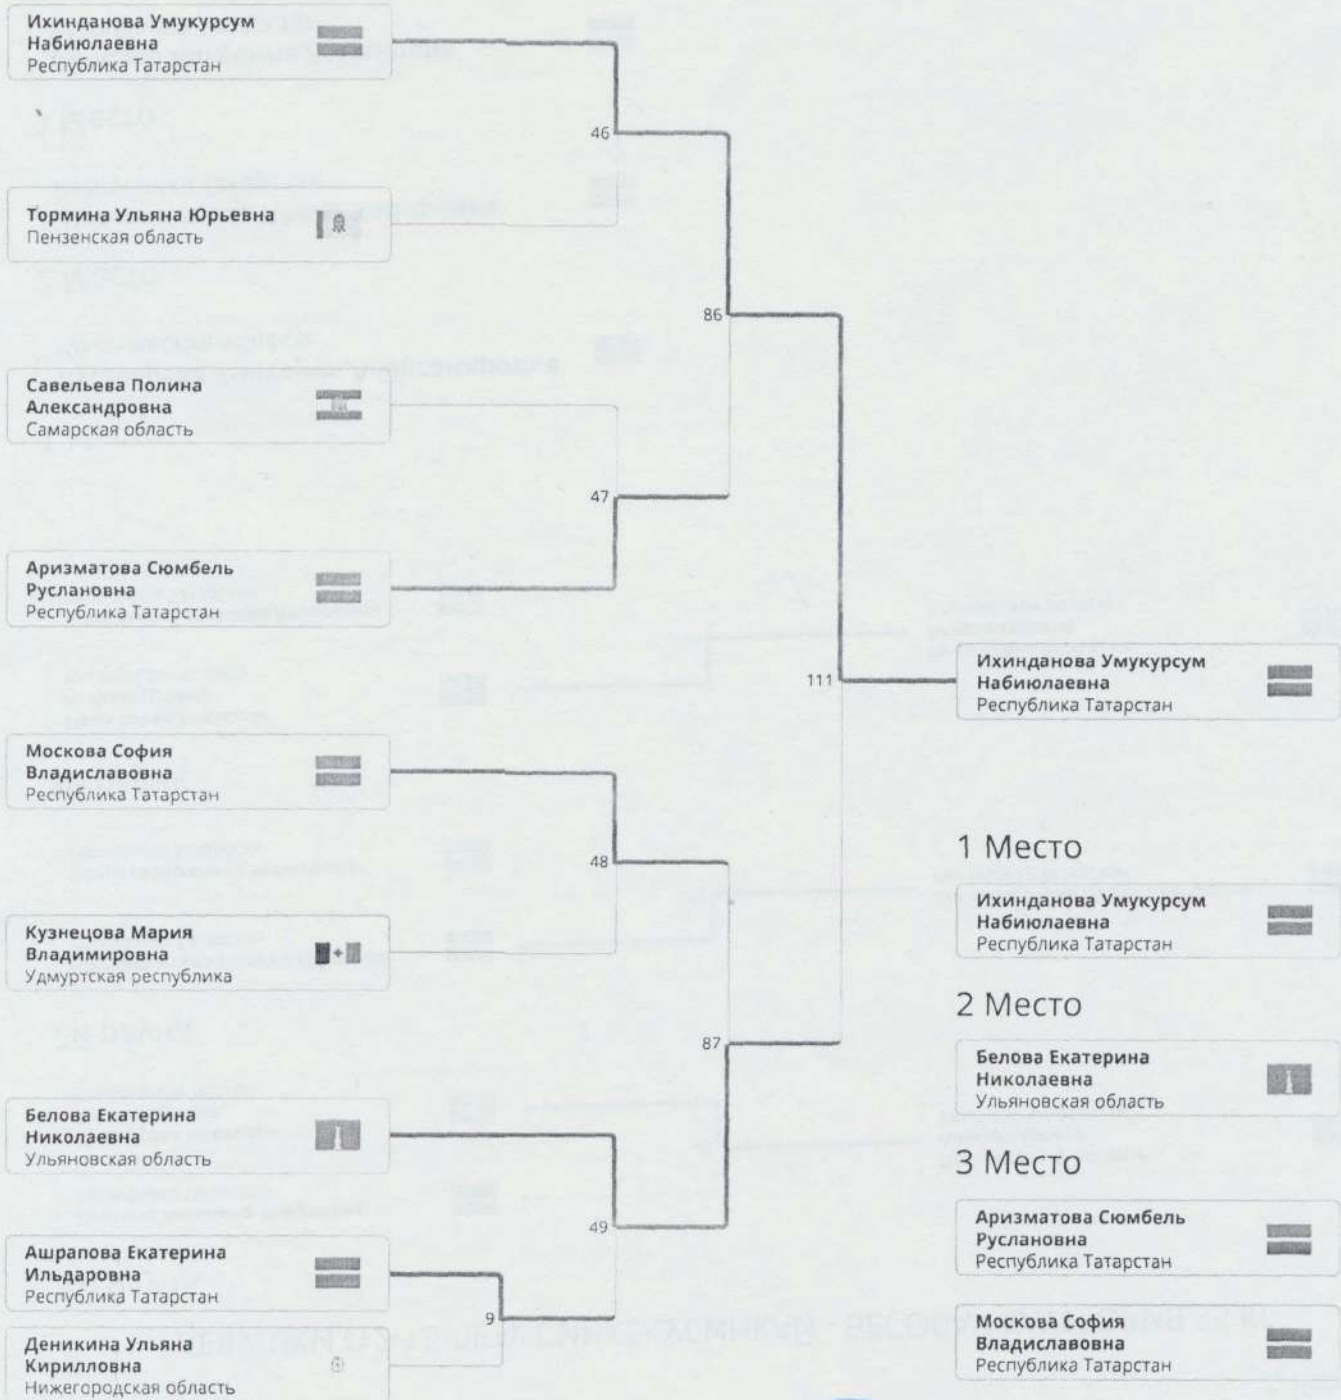 Ихинданова Умукурсум
Набиюлаевна
Республика Татарстан
46
Тормина Ульяна Юрьевна
Пензенская область
86
Савельева Полина
Александровна
Самарская область
47
Аризматова Сюмбель
Руслановна
Республика Татарстан
111
Ихинданова Умукурсум
Набиюлаевна
Республика Татарстан
Москова София
Владиславовна
Республика Татарстан
48
Кузнецова Мария
Владимировна
Удмуртская республика
87
Белова Екатерина
Николаевна
Ульяновская область
49
Ашрапова Екатерина
Ильдаровна
Республика Татарстан
9
Деникина Ульяна
Кирилловна
Нижегородская область
1 Место
Ихинданова Умукурсум
Набиюлаевна
Республика Татарстан
2 Место
Белова Екатерина
Николаевна
Ульяновская область
3 Место
Аризматова Сюмбель
Руслановна
Республика Татарстан
Москова София
Владиславовна
Республика Татарстан